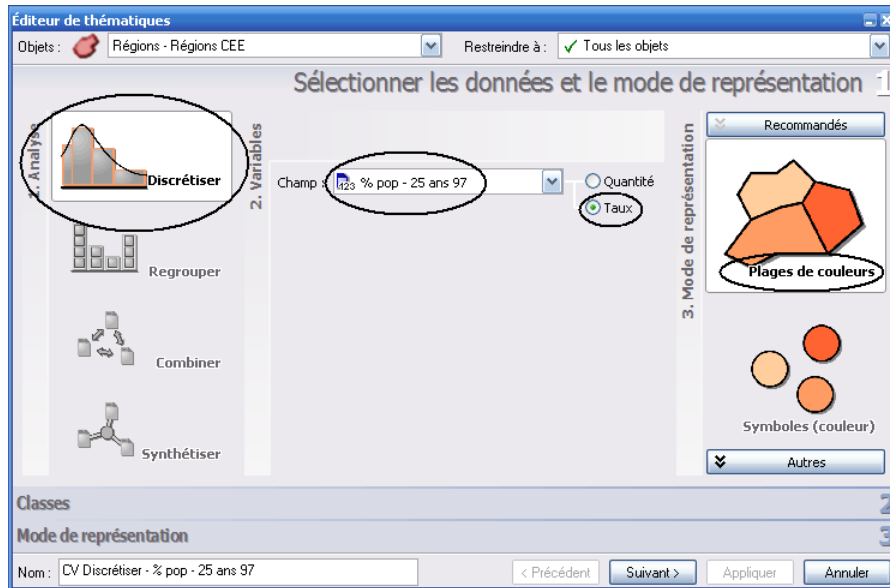 Éditeur de thématiques
Objets : Régions - Régions CEE Restreindre à : Tous les objets
Sélectionner les données et le mode de représentation 1
1. Analyse
Discrétiser
Regrouper
Combiner
Synthétiser
2. Variables
Champ : 123 % pop - 25 ans 97
Quantité
Taux
3. Mode de représentation
Recommandés
Plages de couleurs
Symboles (couleur)
Autres
Classes 2
Mode de représentation 3
Nom : CV Discrétiser - % pop - 25 ans 97 < Précédent Suivant > Appliquer Annuler